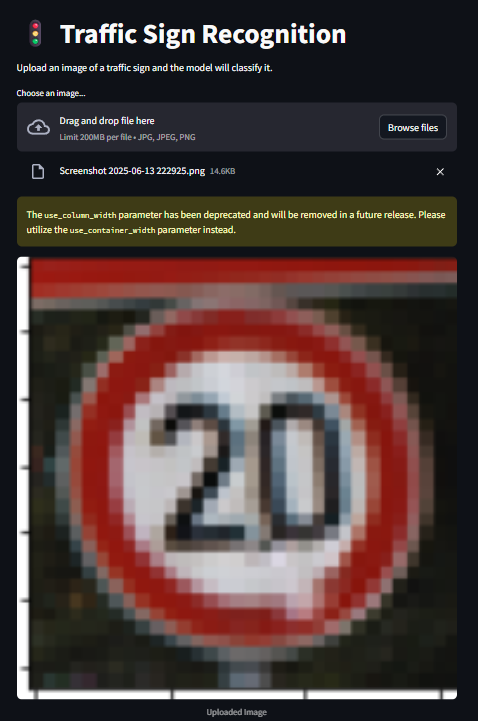 Traffic Sign Recognition
Upload an image of a traffic sign and the model will classify it.
Choose an image...
Drag and drop file here
Limit 200MB per file • JPG, JPEG, PNG
Browse files
Screenshot 2025-06-13 222925.png 14.6KB
The use_column_width parameter has been deprecated and will be removed in a future release. Please
utilize the use_container_width parameter instead.
20
Uploaded Image